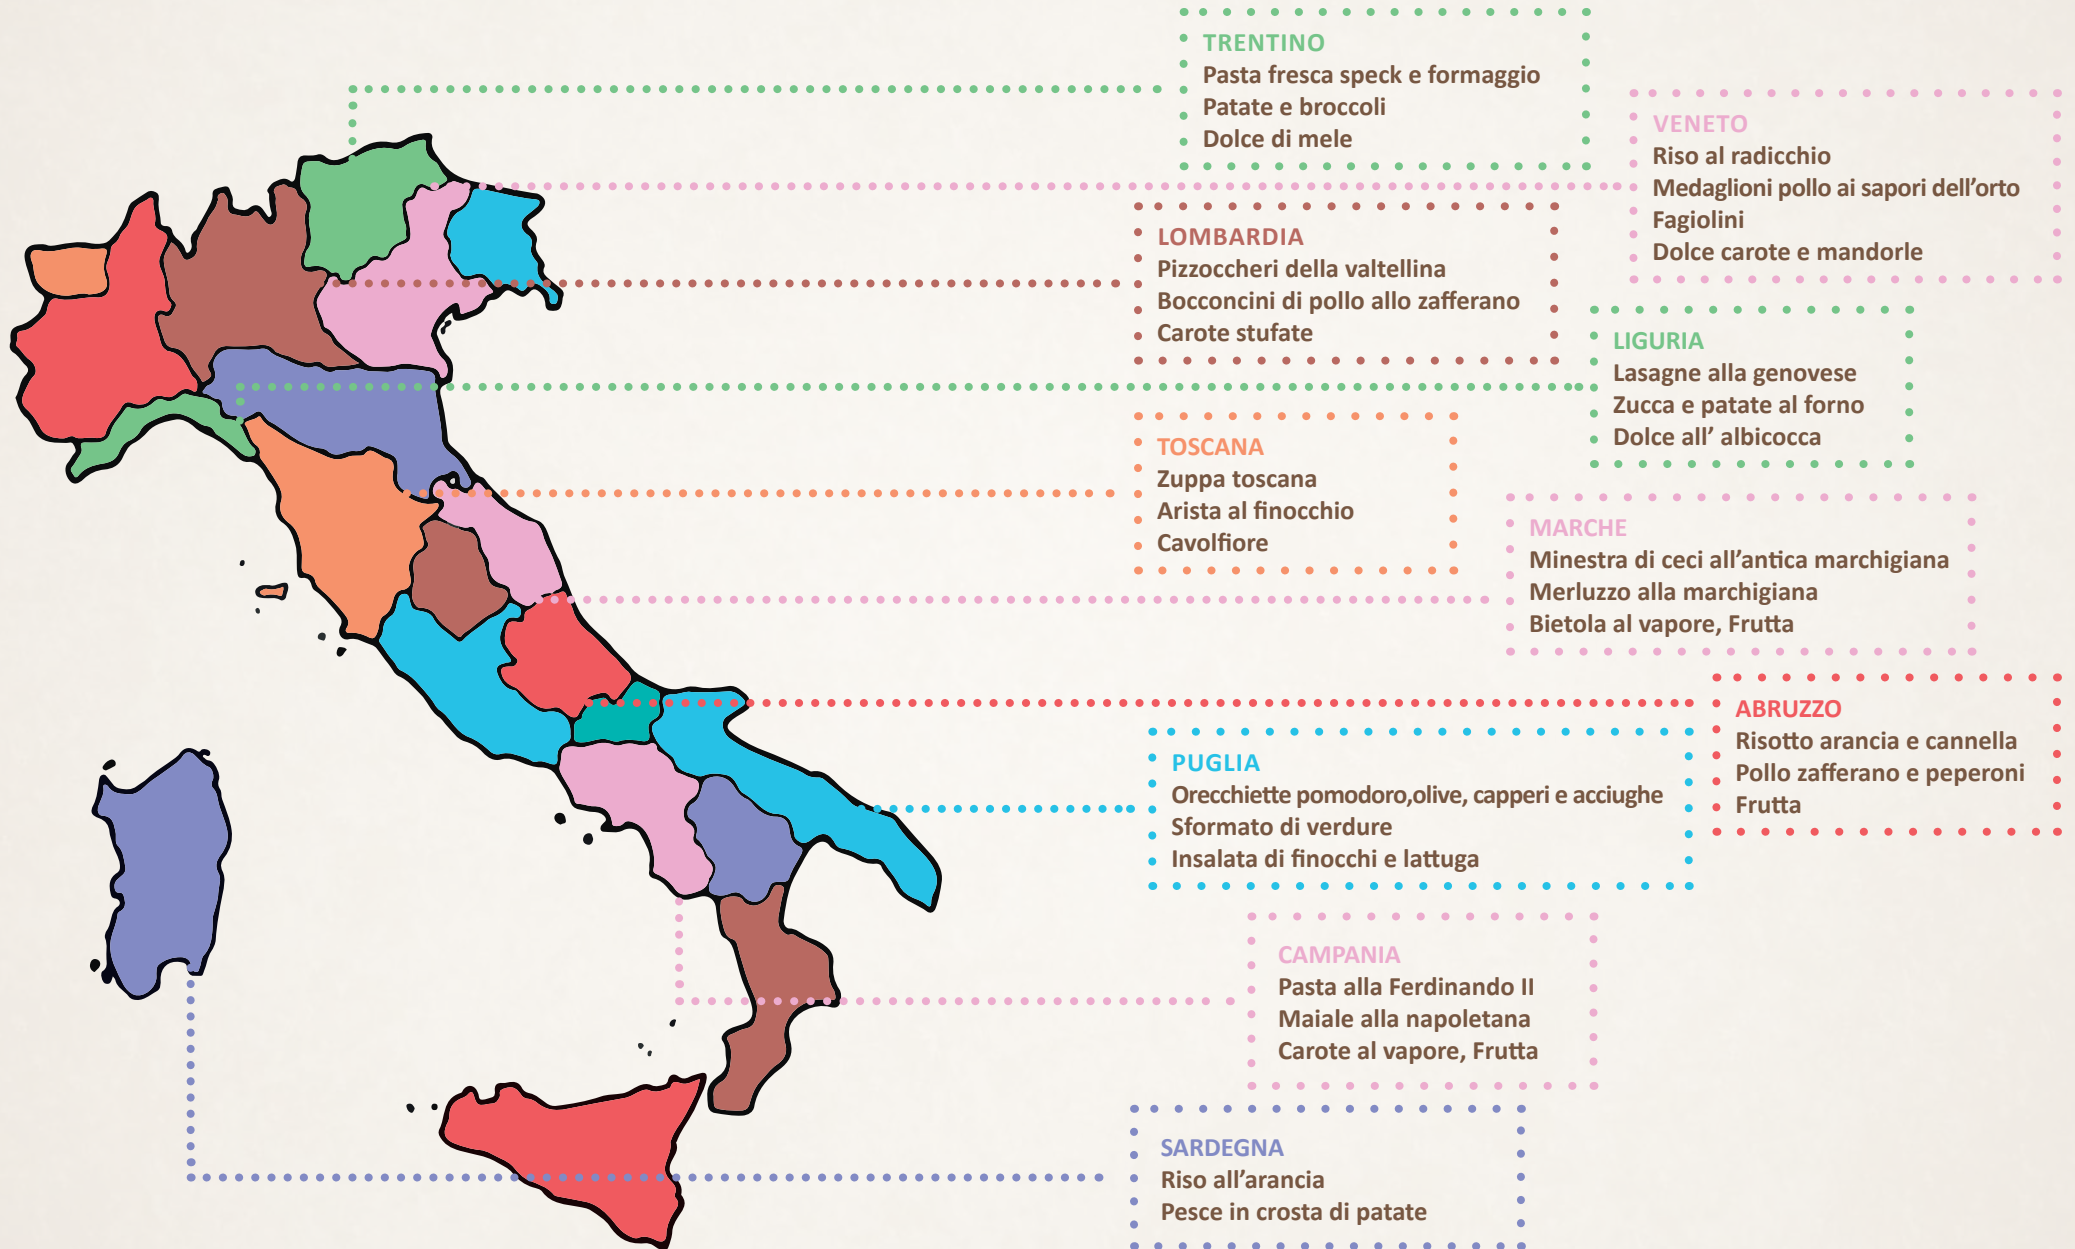 TRENTINO
Pasta fresca speck e formaggio
Patate e broccoli
Dolce di mele
VENETO
Riso al radicchio
Medaglioni pollo ai sapori dell'orto
Fagiolini
Dolce carote e mandorle
LOMBARDIA
Pizzoccheri della valtellina
Bocconcini di pollo allo zafferano
Carote stufate
LIGURIA
Lasagne alla genovese
Zucca e patate al forno
Dolce all' albicocca
TOSCANA
Zuppa toscana
Arista al finocchio
Cavolfiore
MARCHE
Minestra di ceci all'antica marchigiana
Merluzzo alla marchigiana
Bietola al vapore, Frutta
ABRUZZO
Risotto arancia e cannella
Pollo zafferano e peperoni
Frutta
PUGLIA
Orecchiette pomodoro,olive, capperi e acciughe
Sformato di verdure
Insalata di finocchi e lattuga
CAMPANIA
Pasta alla Ferdinando II
Maiale alla napoletana
Carote al vapore, Frutta
SARDEGNA
Riso all'arancia
Pesce in crosta di patate